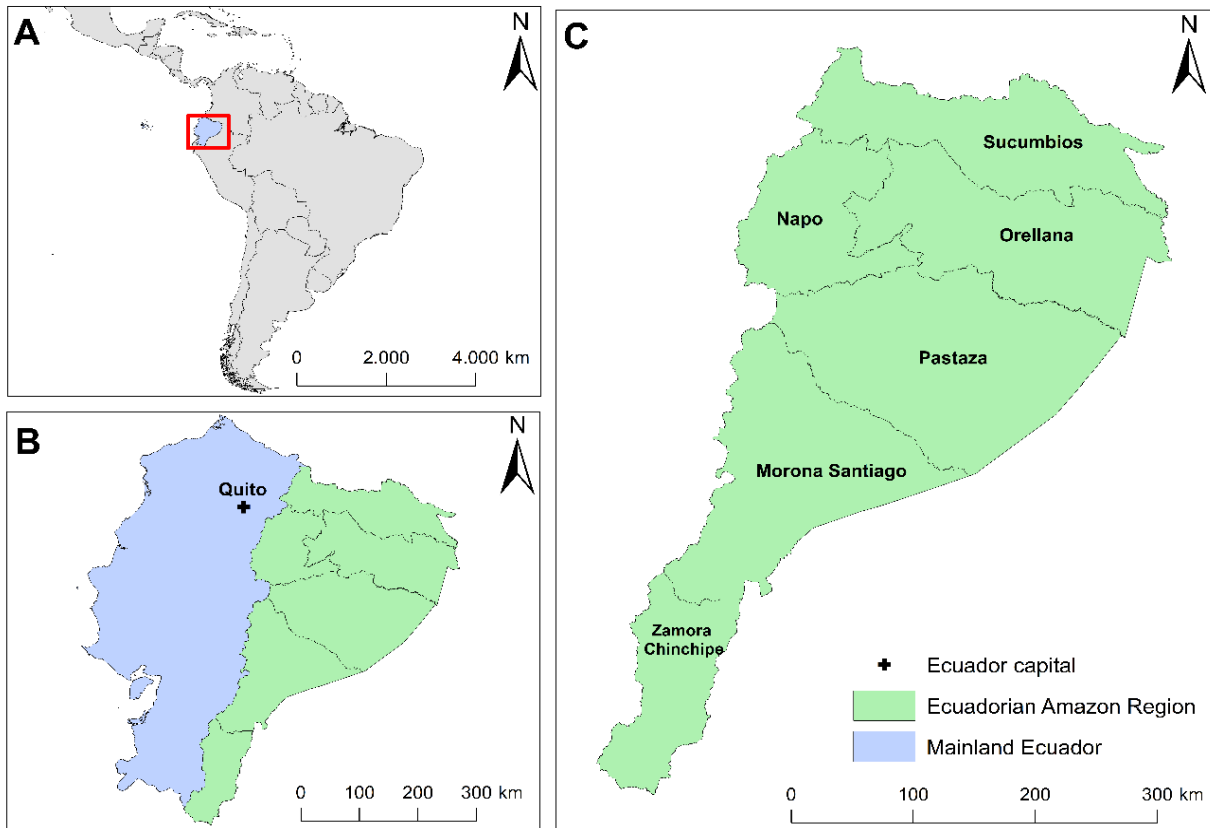 A
N
0 2.000 4.000 km
B
N
Quito
0 100 200 300 km
C
N
Sucumbios
Napo
Orellana
Pastaza
Morona Santiago
Zamora
Chinchipe
Ecuador capital
Ecuadorian Amazon Region
Mainland Ecuador
0 100 200 300 km